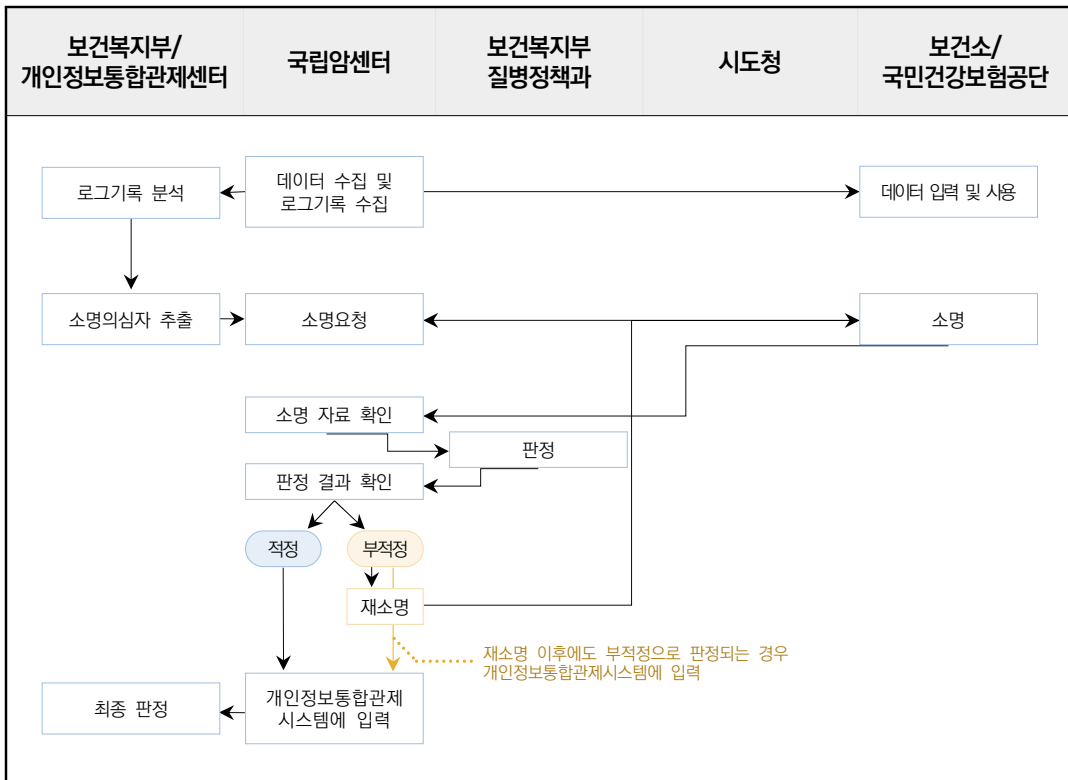 보건복지부/
개인정보통합관제센터
국립암센터
보건복지부
질병정책과
시도청
보건소/
국민건강보험공단
로그기록 분석
데이터 수집 및
로그기록 수집
데이터 입력 및 사용
소명의심자 추출
소명요청
소명
소명 자료 확인
판정
판정 결과 확인
적정
부적정
재소명
재소명 이후에도 부적정으로 판정되는 경우
개인정보통합관제시스템에 입력
최종 판정
개인정보통합관제
시스템에 입력